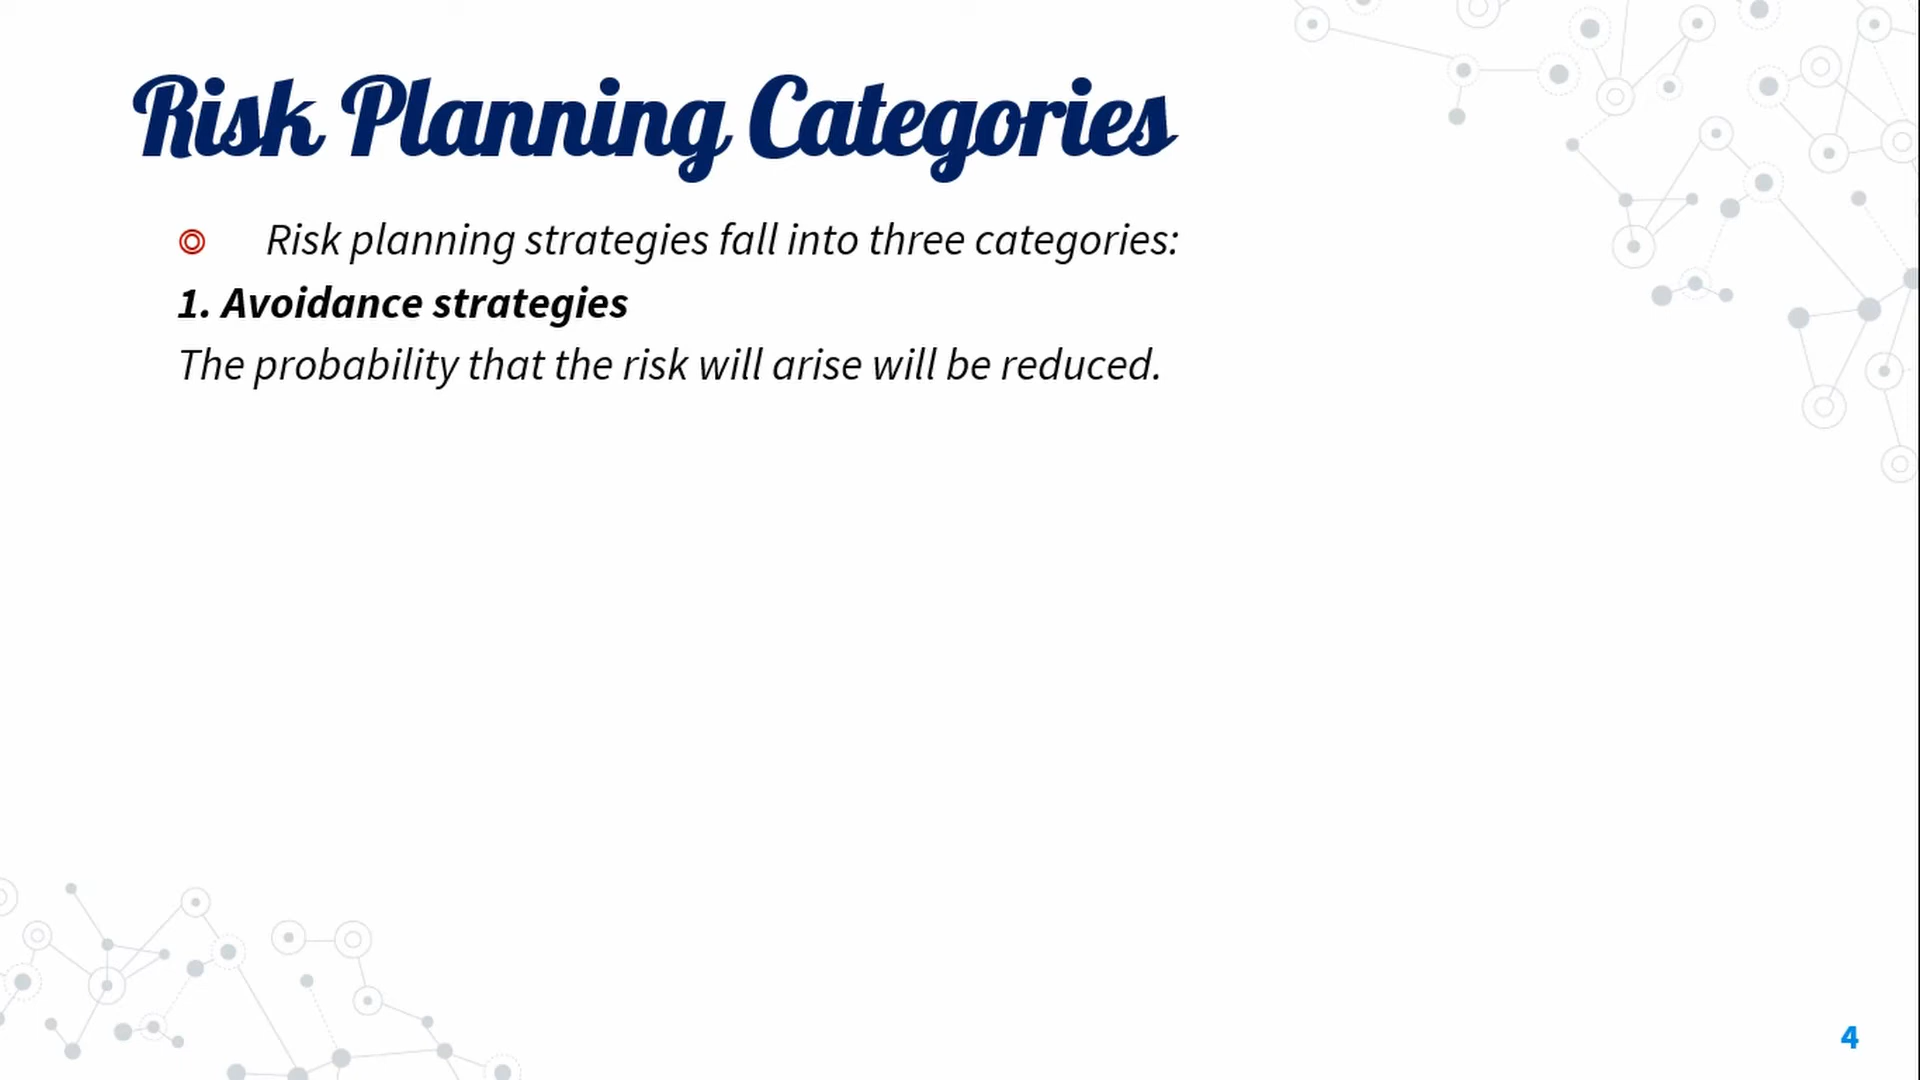 Risk Planning Categories
Risk planning strategies fall into three categories:
1. Avoidance strategies
The probability that the risk will arise will be reduced.
4